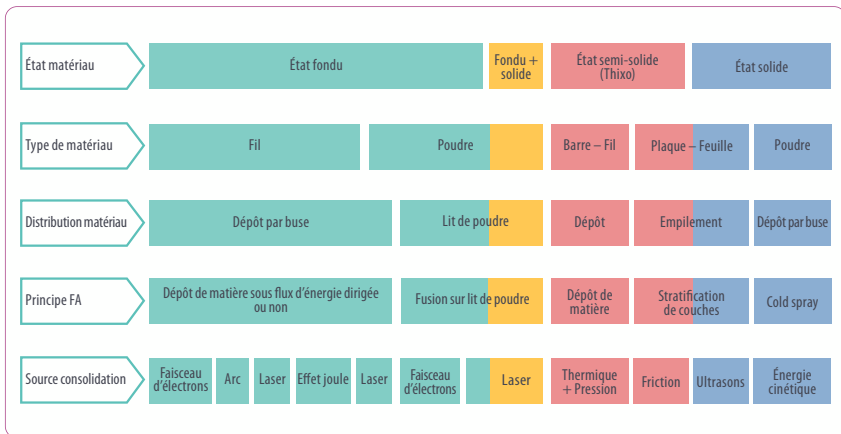 État matériau
État fondu
Fondu +
solide
État semi-solide
(Thixo)
État solide
Type de matériau
Fil
Poudre
Barre – Fil
Plaque – Feuille
Poudre
Distribution matériau
Dépôt par buse
Lit de poudre
Dépôt
Empilement
Dépôt par buse
Principe FA
Dépôt de matière sous flux d’énergie dirigée
ou non
Fusion sur lit de poudre
Dépôt de
matière
Stratification
de couches
Cold spray
Source consolidation
Faisceau
d’électrons
Arc
Laser
Effet joule
Laser
Faisceau
d’électrons
Laser
Thermique
+ Pression
Friction
Ultrasons
Énergie
cinétique